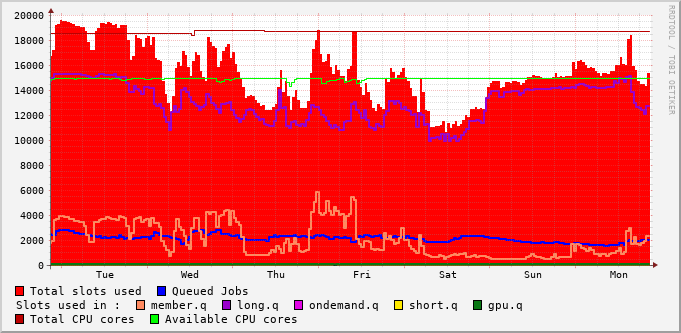 20000
18000
16000
14000
12000
10000
8000
6000
4000
2000
0
Tue Wed Thu Fri Sat Sun Mon
Total slots used Queued Jobs
Slots used in : member.q long.q ondemand.q short.q gpu.q
Total CPU cores Available CPU cores
RRDTOOL / TOBI OETIKER